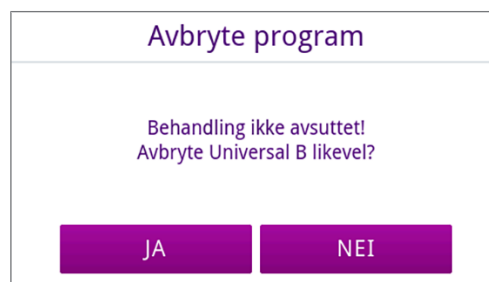 Avbryte program
Behandling ikke avsuttet!
Avbryte Universal B likevel?
JA
NEI